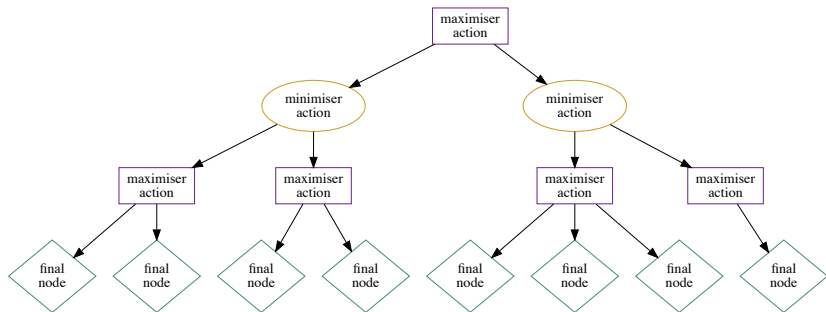 maximiser
action
minimiser
action
minimiser
action
maximiser
action
maximiser
action
maximiser
action
maximiser
action
final
node
final
node
final
node
final
node
final
node
final
node
final
node
final
node